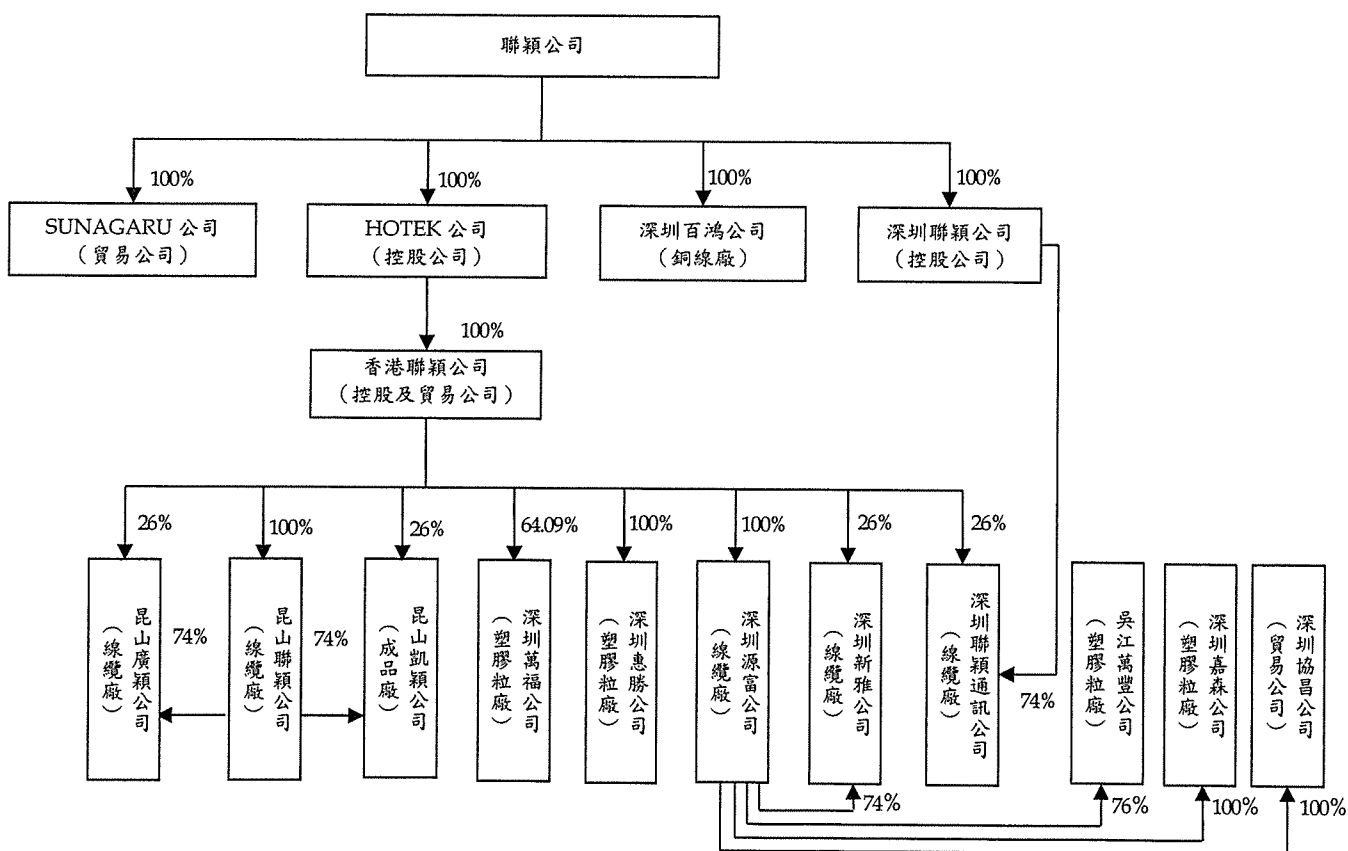 聯穎公司
100%
100%
100%
100%
SUNAGARU 公司
（貿易公司）
HOTEK 公司
（控股公司）
深圳百鴻公司
（銅線廠）
深圳聯穎公司
（控股公司）
100%
香港聯穎公司
（控股及貿易公司）
26%
100%
26%
64.09%
100%
100%
26%
26%
昆山廣穎公司
（線纜廠）
74%
昆山聯穎公司
（線纜廠）
74%
昆山凱穎公司
（成品廠）
深圳萬福公司
（塑膠粒廠）
深圳惠勝公司
（塑膠粒廠）
深圳源富公司
（線纜廠）
深圳新雅公司
（線纜廠）
深圳聯穎通訊公司
（線纜廠）
74%
吳江萬豐公司
（塑膠粒廠）
深圳嘉森公司
（塑膠粒廠）
深圳協昌公司
（貿易公司）
74%
76%
100%
100%